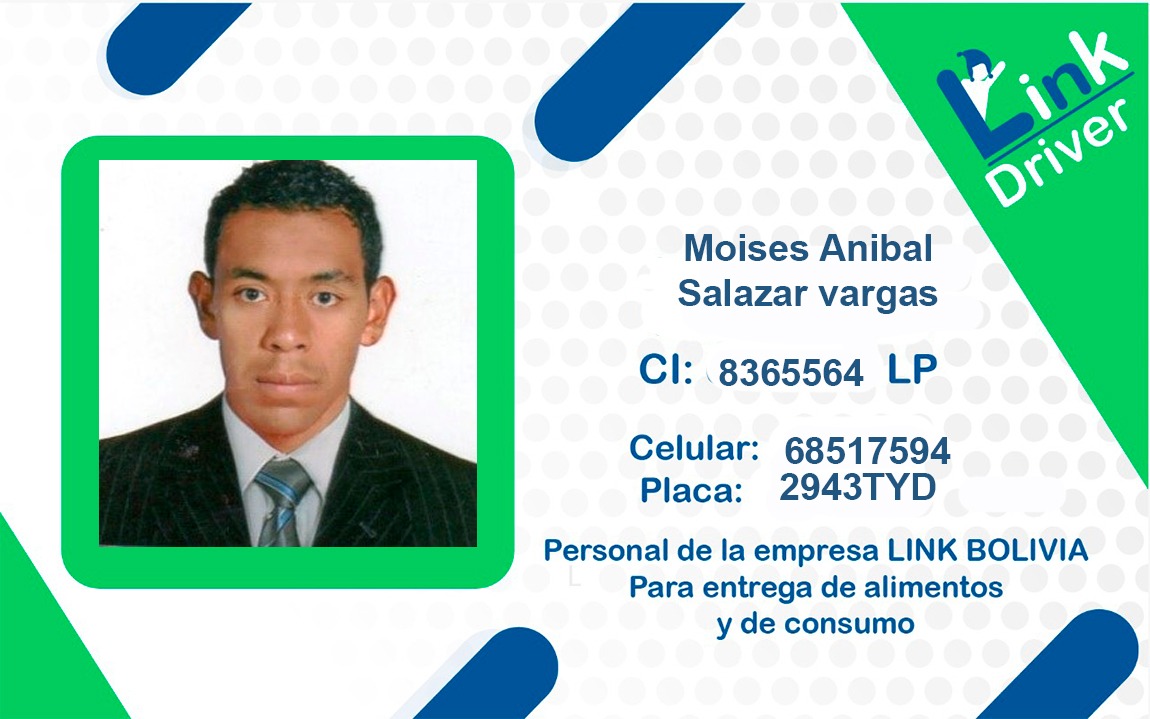 Link
Driver
Moises Anibal
Salazar vargas
CI: 8365564 LP
Celular: 68517594
Placa: 2943TYD
Personal de la empresa LINK BOLIVIA
Para entrega de alimentos
y de consumo